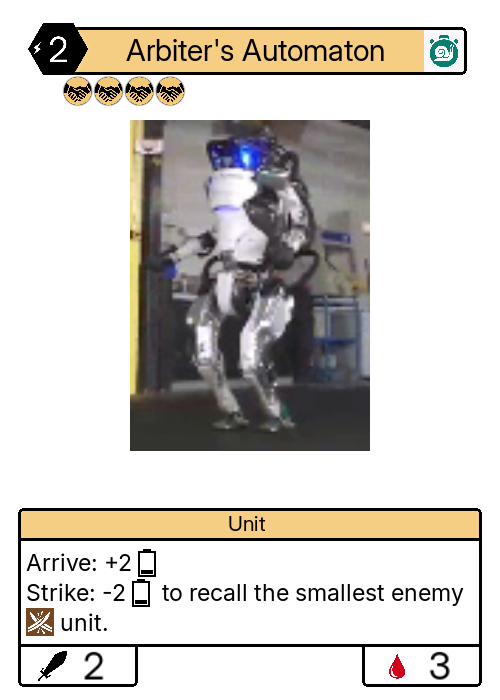 2 Arbiter's Automaton
Unit
Arrive: +2
Strike: -2 to recall the smallest enemy
unit.
2 3